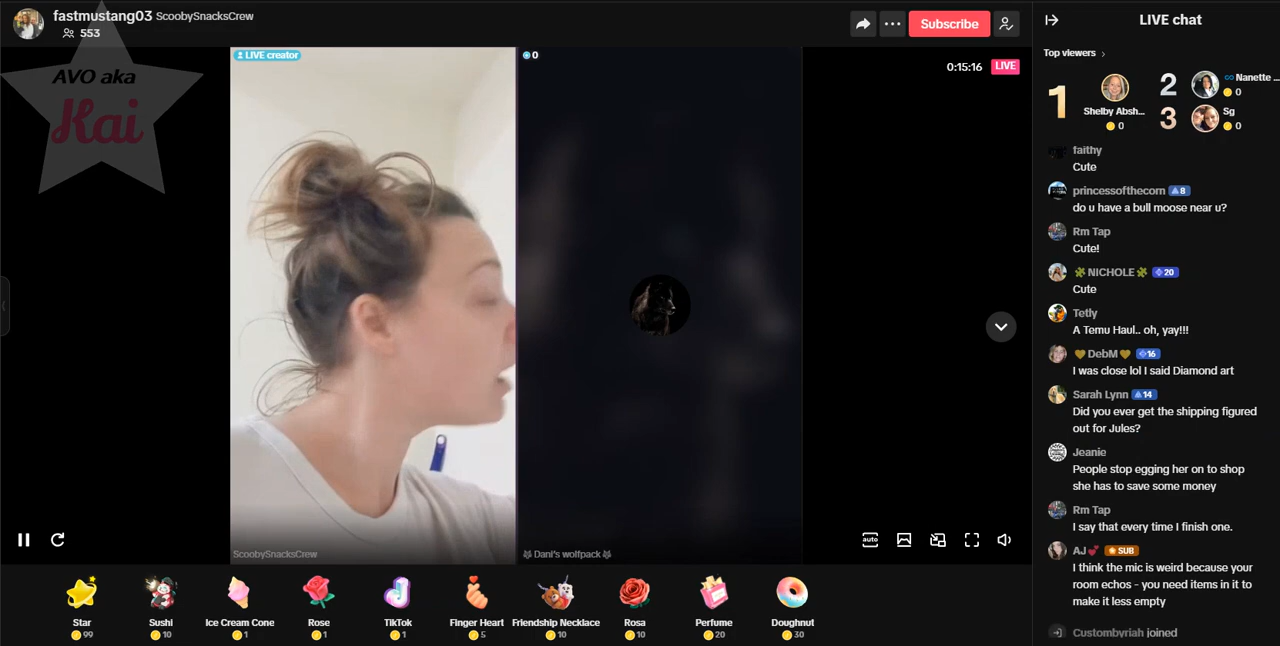 fastmustang03 ScoobySnacksCrew
553
Subscribe
AVO aka
Kai
LIVE creator
0
0:15:16 LIVE
ScoobySnacksCrew
Dani's wolfpack
auto
Star
99
Sushi
10
Ice Cream Cone
1
Rose
1
TikTok
1
Finger Heart
5
Friendship Necklace
10
Rosa
10
Perfume
20
Doughnut
30
LIVE chat
Top viewers
1
Shelby Absh...
0
2
Nanette ...
0
3
Sg
0
faithy
Cute
princessofthecorn 8
do u have a bull moose near u?
Rm Tap
Cute!
NICHOLE 20
Cute
Tetly
A Temu Haul.. oh, yay!!!
DebM 16
I was close lol I said Diamond art
Sarah Lynn 14
Did you ever get the shipping figured
out for Jules?
Jeanie
People stop egging her on to shop
she has to save some money
Rm Tap
I say that every time I finish one.
AJ SUB
I think the mic is weird because your
room echos - you need items in it to
make it less empty
Custombyriah joined